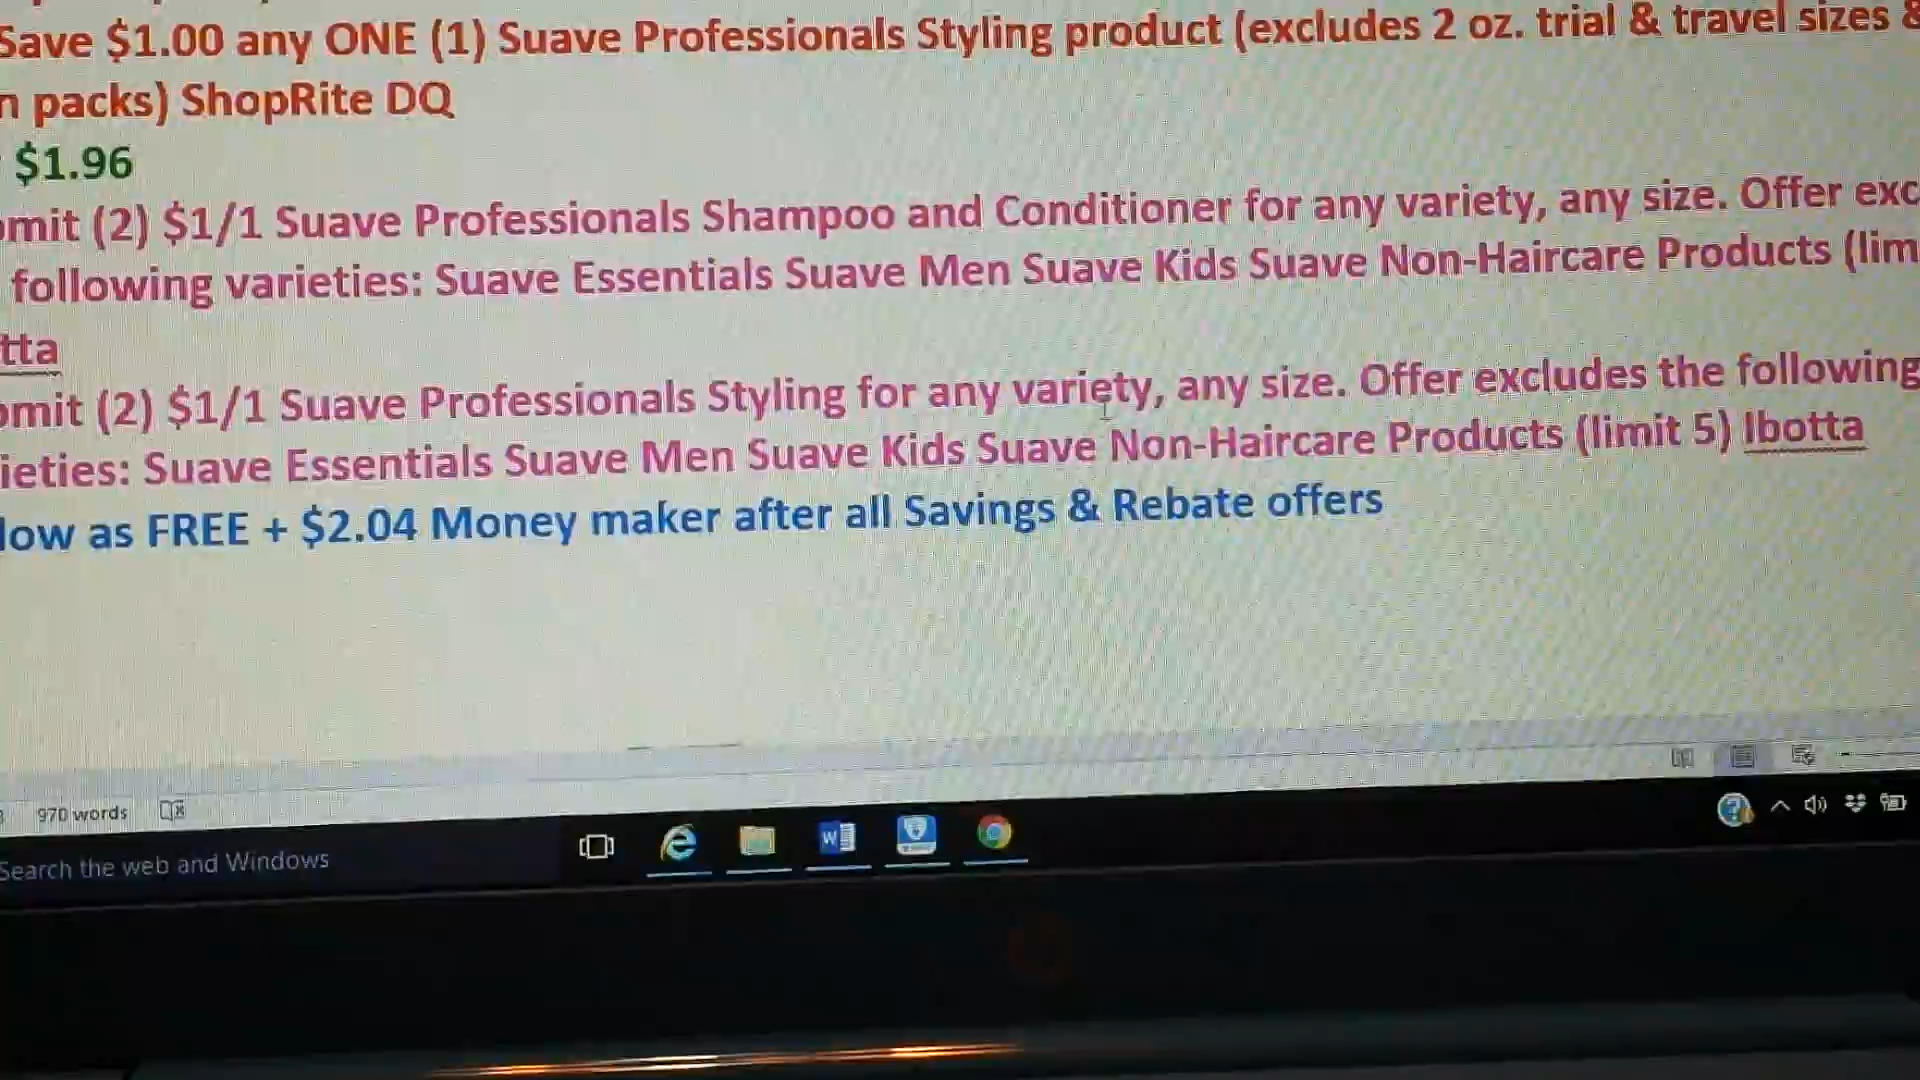 Save $1.00 any ONE (1) Suave Professionals Styling product (excludes 2 oz. trial & travel sizes &
n packs) ShopRite DQ
$1.96
omit (2) $1/1 Suave Professionals Shampoo and Conditioner for any variety, any size. Offer exc
following varieties: Suave Essentials Suave Men Suave Kids Suave Non-Haircare Products (lim
tta
omit (2) $1/1 Suave Professionals Styling for any variety, any size. Offer excludes the following
ieties: Suave Essentials Suave Men Suave Kids Suave Non-Haircare Products (limit 5) Ibotta
low as FREE + $2.04 Money maker after all Savings & Rebate offers
970 words
Search the web and Windows